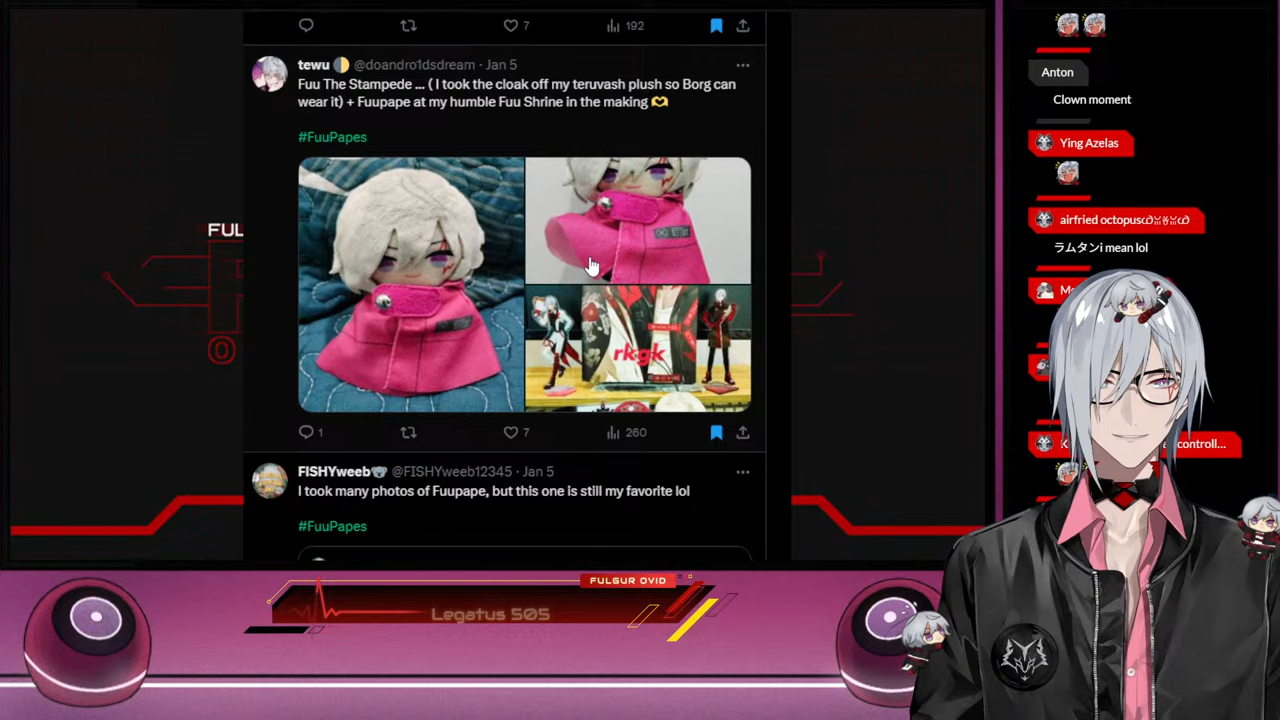 7
192
tewu @doandro1dsdream · Jan 5
Fuu The Stampede ... ( I took the cloak off my teruvash plush so Borg can
wear it) + Fuupape at my humble Fuu Shrine in the making
#FuuPapes
rkgk
1
7
260
FISHYweeb @FISHYweeb12345 · Jan 5
I took many photos of Fuupape, but this one is still my favorite lol
#FuuPapes
FUL
FULGUR OVID
Legatus 505
Anton
Clown moment
Ying Azelas
airfried octopus
ラムタンi mean lol
controll...